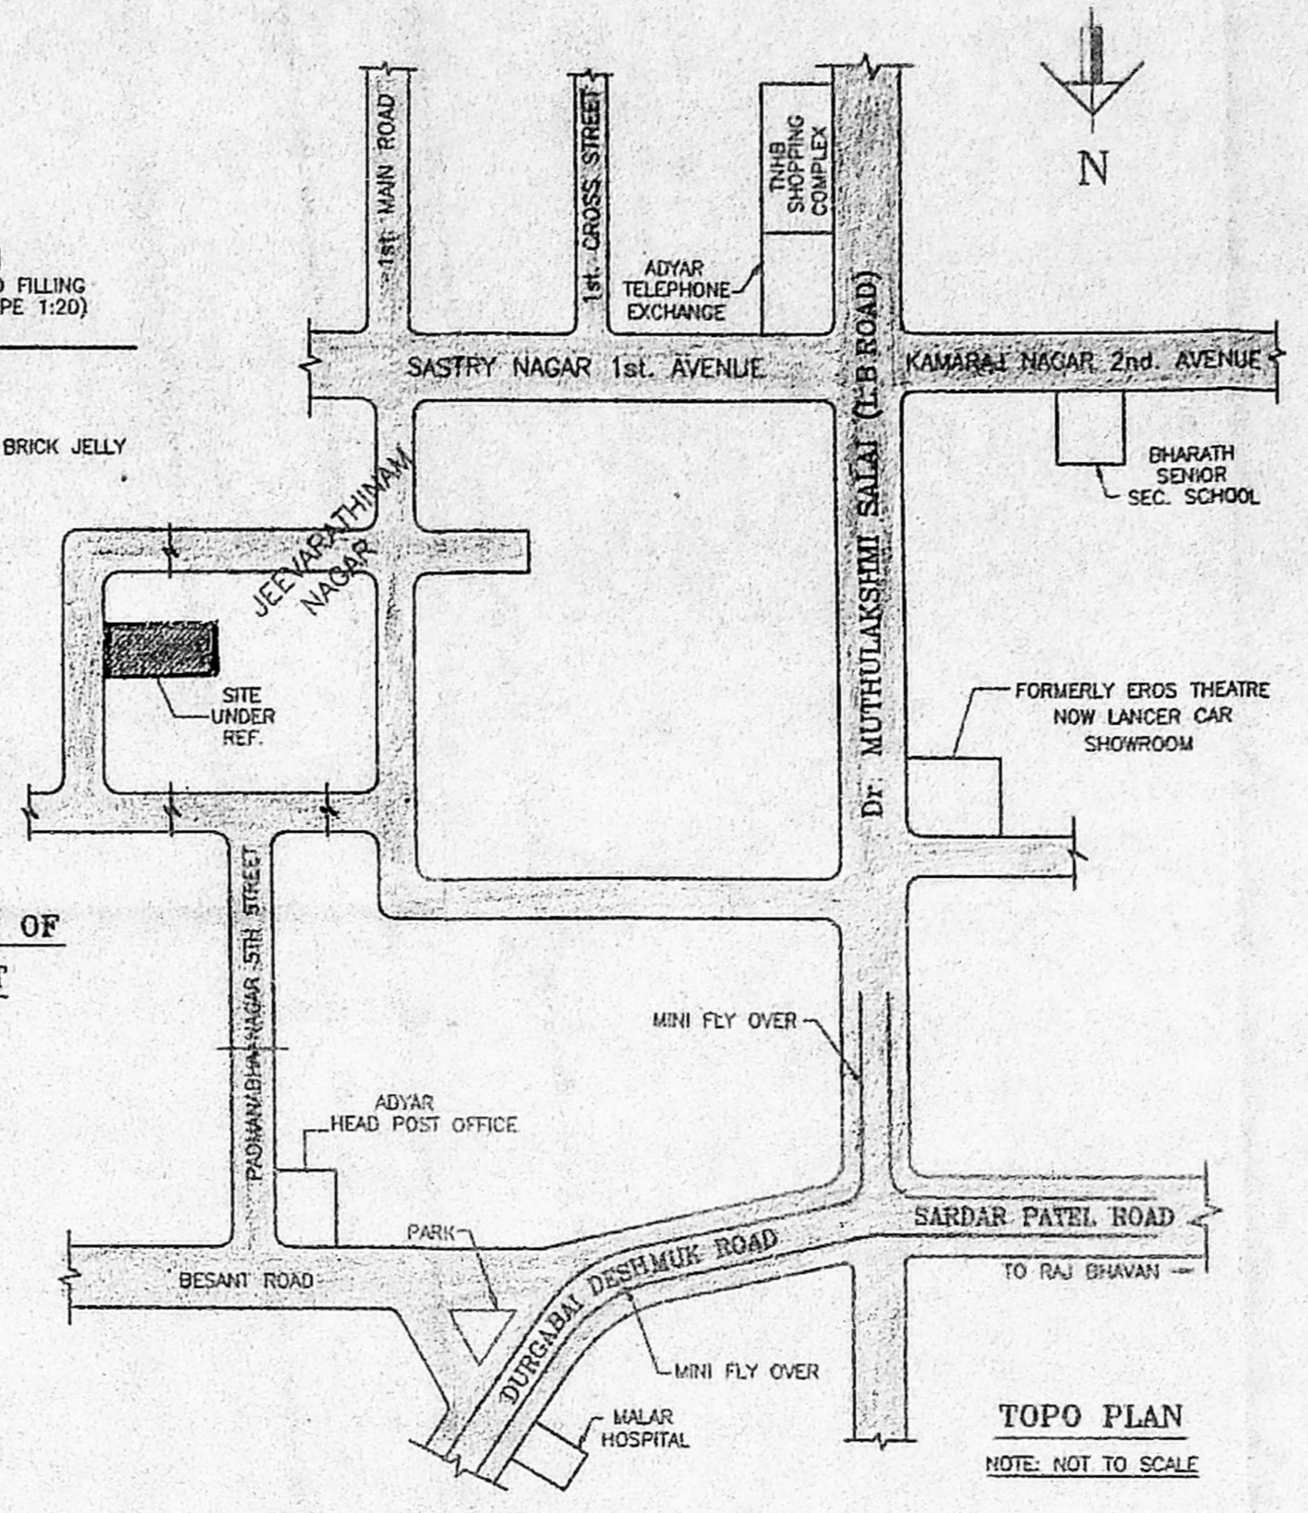 N
1st. MAIN ROAD
1st. CROSS STREET
TNHB
SHOPPING
COMPLEX
FILLING
PE 1:20)
ADYAR
TELEPHONE
EXCHANGE
SASTRY NAGAR 1st. AVENUE
KAMARAJ NAGAR 2nd. AVENUE
Dr. MUTHULAKSHMI SALAI (L.B.ROAD)
BRICK JELLY
BHARATH
SENIOR
SEC. SCHOOL
JEEVARATHINAM
NAGAR
SITE
UNDER
REF.
FORMERLY EROS THEATRE
NOW LANCER CAR
SHOWROOM
OF
T
PADMANABHANAGAR 5TH STREET
MINI FLY OVER
ADYAR
HEAD POST OFFICE
PARK
BESANT ROAD
DURGABAI DESHMUK ROAD
SARDAR PATEL ROAD
TO RAJ BHAVAN
MINI FLY OVER
MALAR
HOSPITAL
TOPO PLAN
NOTE: NOT TO SCALE